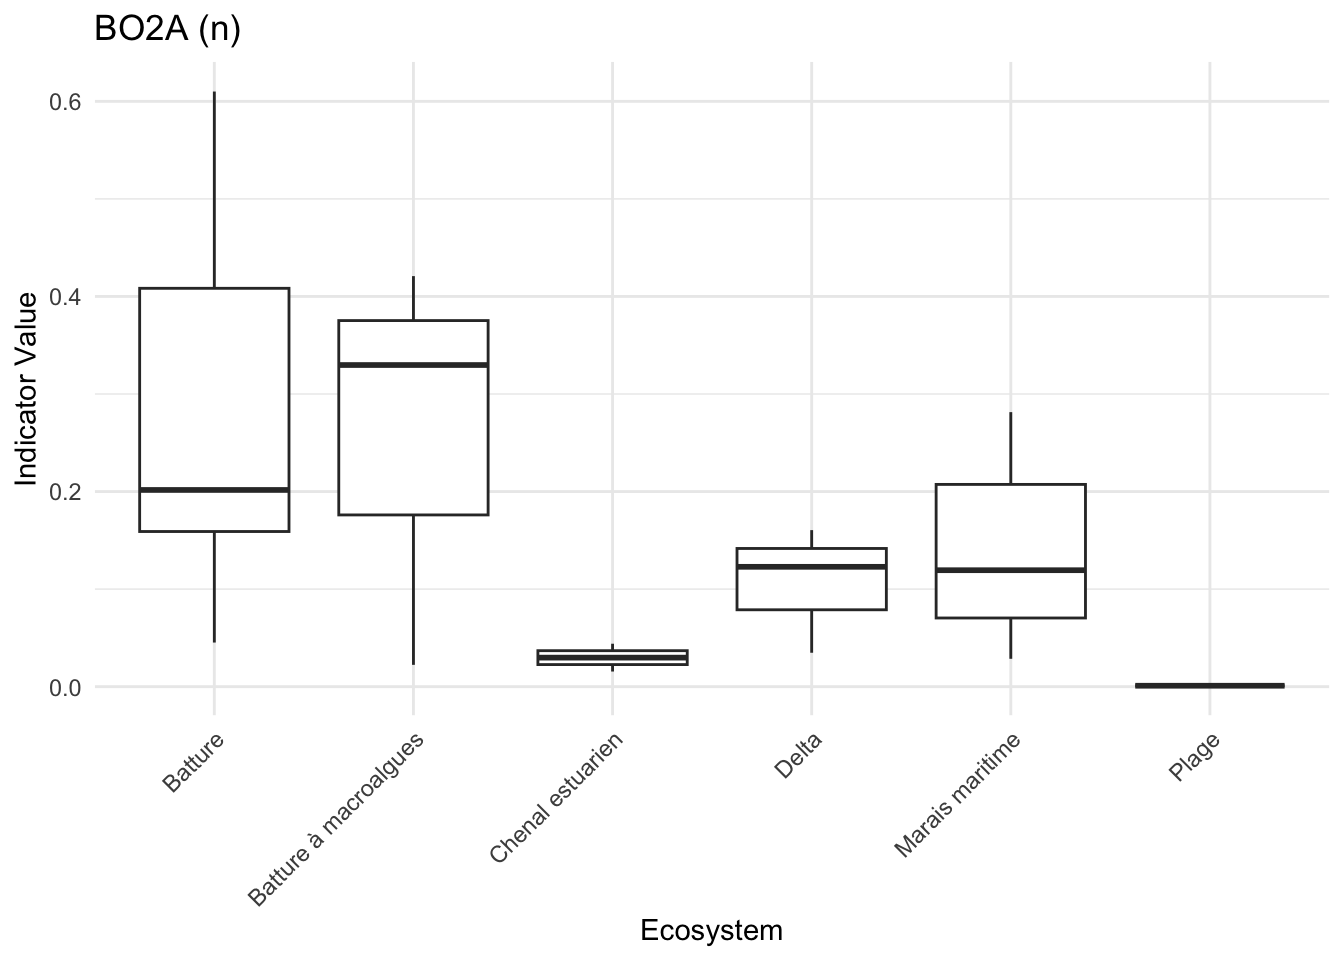 BO2A (n)
Indicator Value
0.6
0.4
0.2
0.0
Batture
Batture à macroalgues
Chenal estuarien
Delta
Marais maritime
Plage
Ecosystem